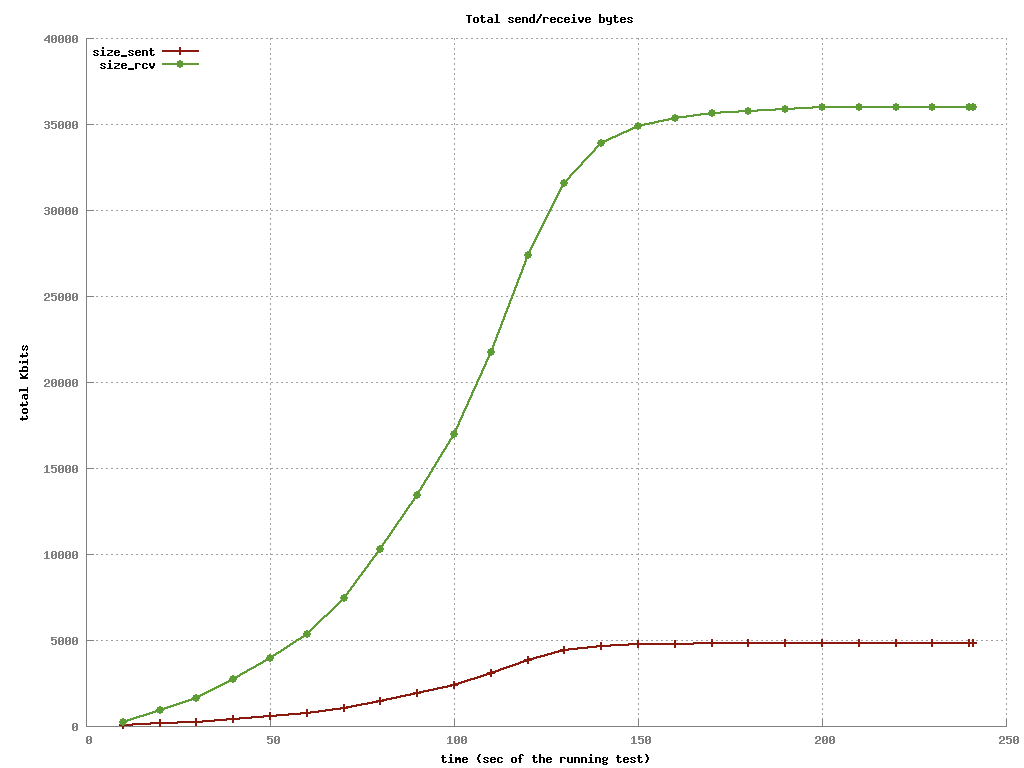 Total send/receive bytes
size_sent
size_rcv
40000
35000
30000
25000
20000
15000
10000
5000
0
total Kbits
0 50 100 150 200 250
time (sec of the running test)